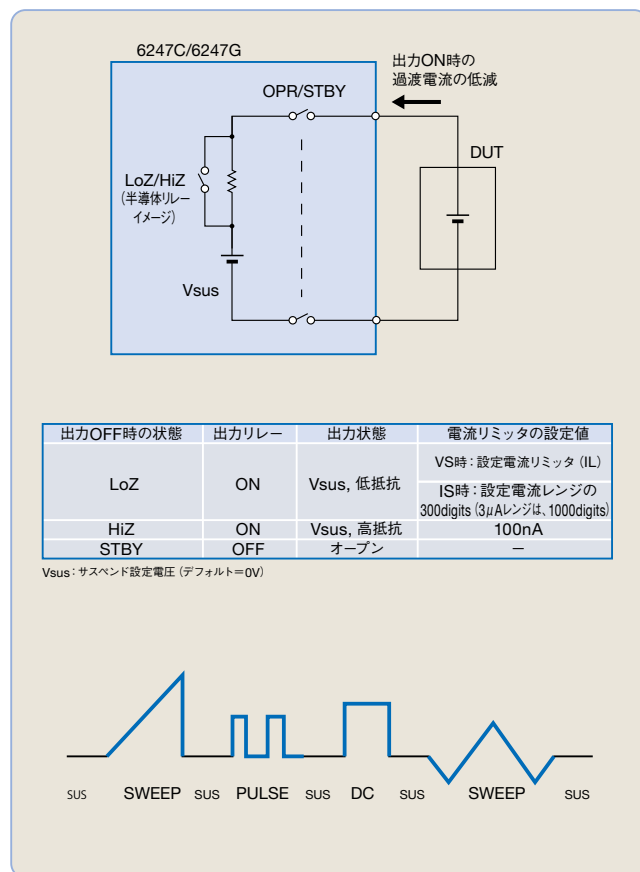 6247C/6247G
出力ON時の
過渡電流の低減
OPR/STBY
DUT
LoZ/HiZ
(半導体リレー
イメージ)
Vsus
出力OFF時の状態 出力リレー 出力状態 電流リミッタの設定値
LoZ ON Vsus, 低抵抗 VS時：設定電流リミッタ (IL)
IS時：設定電流レンジの
300digits (3μAレンジは、1000digits)
HiZ ON Vsus, 高抵抗 100nA
STBY OFF オープン −
Vsus：サスペンド設定電圧 (デフォルト＝0V)
SUS SWEEP SUS PULSE SUS DC SUS SWEEP SUS